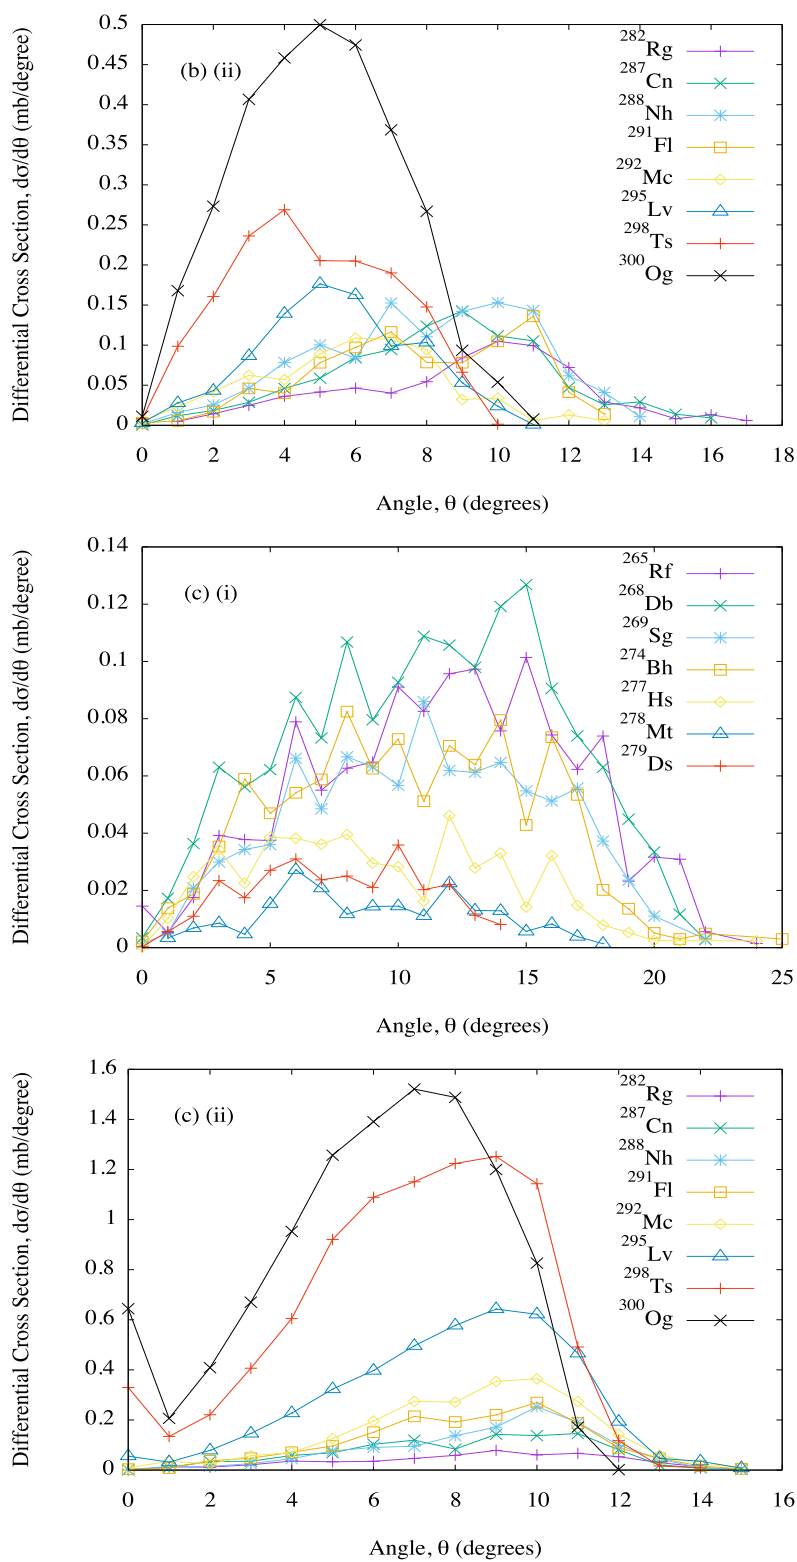 Differential Cross Section, dσ/dθ (mb/degree)
0.5
0.45
0.4
0.35
0.3
0.25
0.2
0.15
0.1
0.05
0
(b) (ii)
282Rg
287Cn
288Nh
291Fl
292Mc
295Lv
298Ts
300Og
0 2 4 6 8 10 12 14 16 18
Angle, θ (degrees)
Differential Cross Section, dσ/dθ (mb/degree)
0.14
0.12
0.1
0.08
0.06
0.04
0.02
0
(c) (i)
265Rf
268Db
269Sg
274Bh
277Hs
278Mt
279Ds
0 5 10 15 20 25
Angle, θ (degrees)
Differential Cross Section, dσ/dθ (mb/degree)
1.6
1.4
1.2
1
0.8
0.6
0.4
0.2
0
(c) (ii)
282Rg
287Cn
288Nh
291Fl
292Mc
295Lv
298Ts
300Og
0 2 4 6 8 10 12 14 16
Angle, θ (degrees)